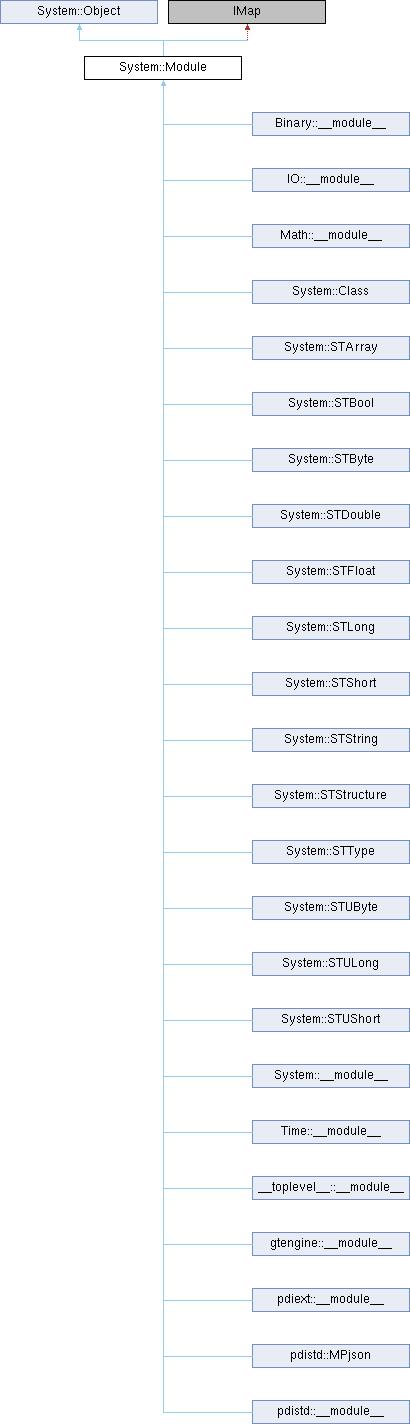 System::Object
IMap
System::Module
Binary::__module__
IO::__module__
Math::__module__
System::Class
System::STArray
System::STBool
System::STByte
System::STDouble
System::STFloat
System::STLong
System::STShort
System::STString
System::STStructure
System::STType
System::STUByte
System::STULong
System::STUShort
System::__module__
Time::__module__
__toplevel__::__module__
gtengine::__module__
pdiext::__module__
pdistd::MPjson
pdistd::__module__